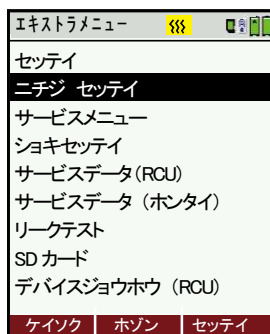 エキストラメニュー
セッテイ
ニチジ セッテイ
サービスメニュー
ショキセッテイ
サービスデータ(RCU)
サービスデータ (ホンタイ)
リークテスト
SD カード
デバイスジョウホウ (RCU)
ケイソク ホゾン セッテイ